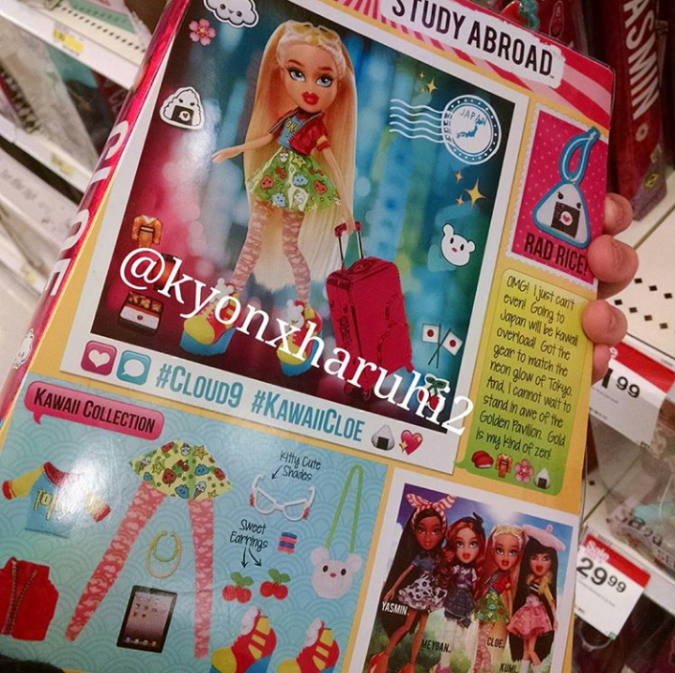 STUDY ABROAD
CLOE
JAPAN
RAD RICE!
OMG! I just can't
even! Going to
Japan will be kawaii
overload! Got the
gear to match the
neon glow of Tokyo.
And I cannot wait to
stand in awe of the
Golden Pavilion. Gold
is my kind of zen!
@kyonxharuhi2
#CLOUD9 #KAWAIICLOE
KAWAII COLLECTION
Kitty Cute
Shades
Sweet
Earrings
YASMIN
MEYGAN
CLOE
KUMI
ASMIN
1.99
29.99